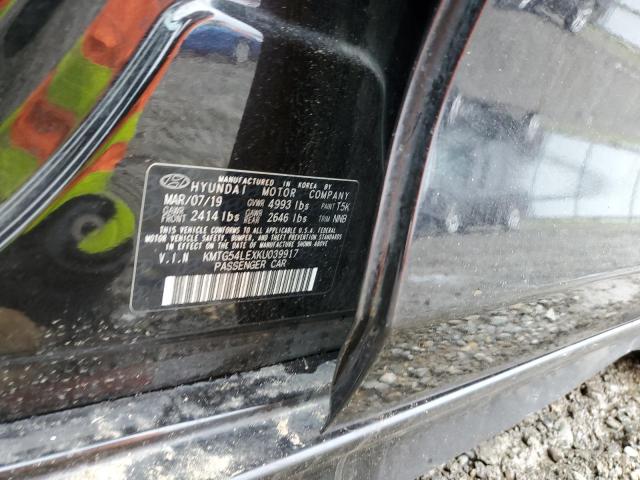 MANUFACTURED IN KOREA BY
HYUNDAI MOTOR COMPANY
MAR/07/19 GVWR 4993 lbs PAINT T5K
GAWR FRONT 2414 lbs GAWR REAR 2646 lbs TRIM NNB
THIS VEHICLE CONFORMS TO ALL APPLICABLE U.S.A. FEDERAL
MOTOR VEHICLE SAFETY, BUMPER, AND THEFT PREVENTION
STANDARDS IN EFFECT ON THE DATE OF MANUFACTURE SHOWN ABOVE.
V.I.N KMTG54LEXKU039917
PASSENGER CAR